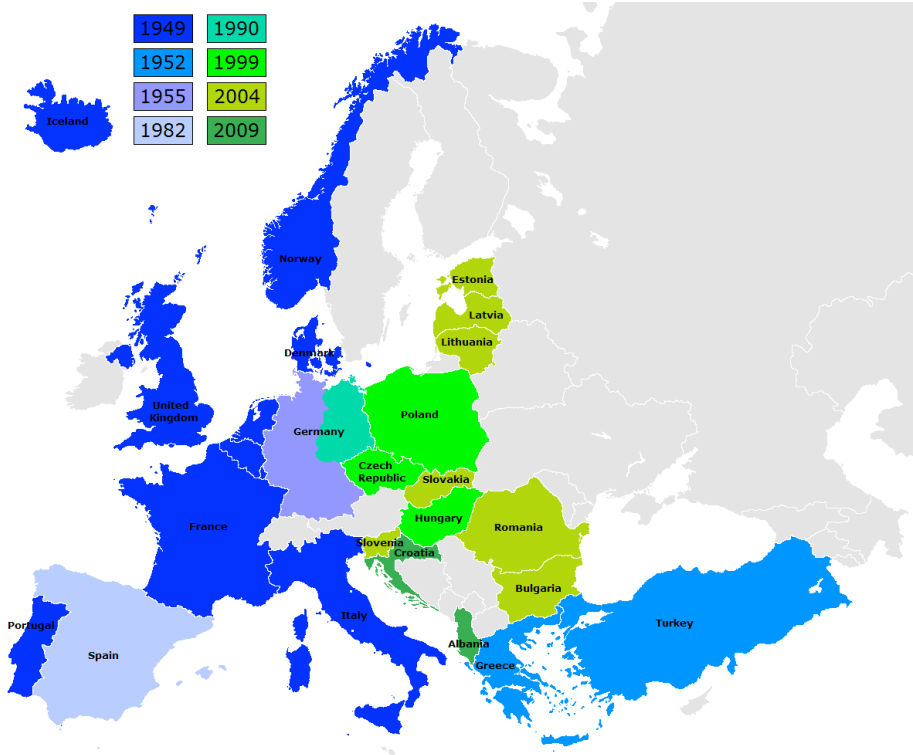 1949 1990
1952 1999
1955 2004
1982 2009
Iceland
Norway
Estonia
Latvia
Lithuania
Denmark
United
Kingdom
Poland
Germany
Czech
Republic
Slovakia
Hungary
France
Romania
Slovenia
Croatia
Bulgaria
Italy
Portugal
Turkey
Albania
Spain
Greece